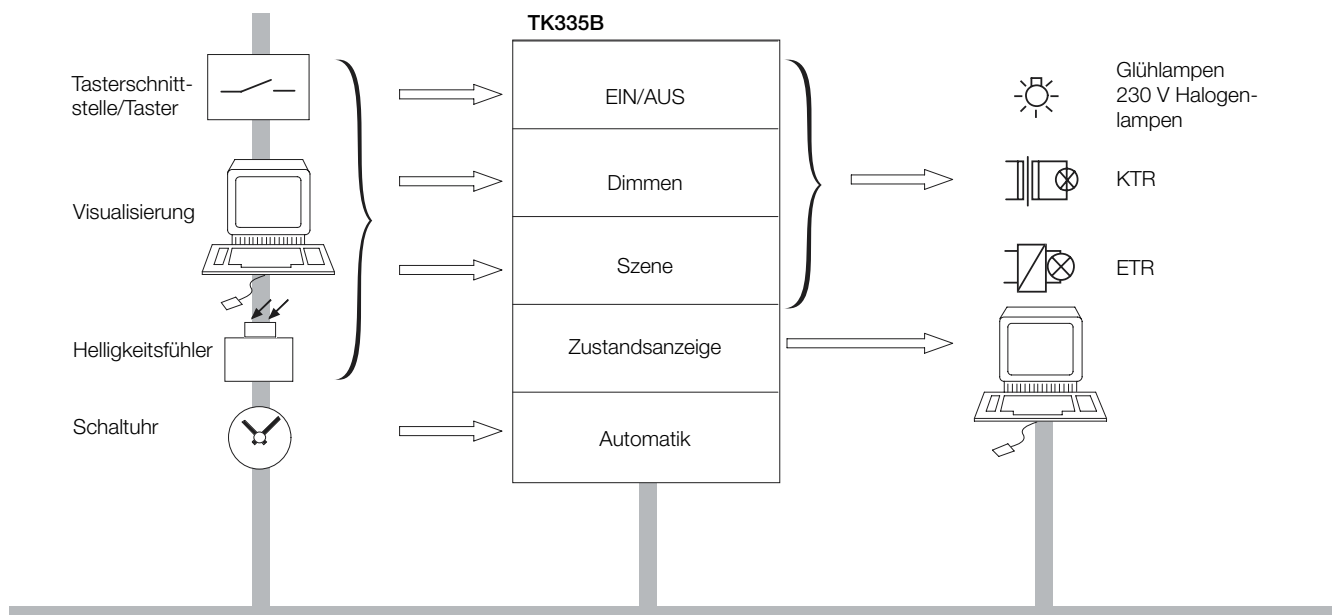 TK335B
Tasterschnitt-
stelle/Taster
Visualisierung
Helligkeitsfühler
Schaltuhr
EIN/AUS
Dimmen
Szene
Zustandsanzeige
Automatik
Glühlampen
230 V Halogen-
lampen
KTR
ETR